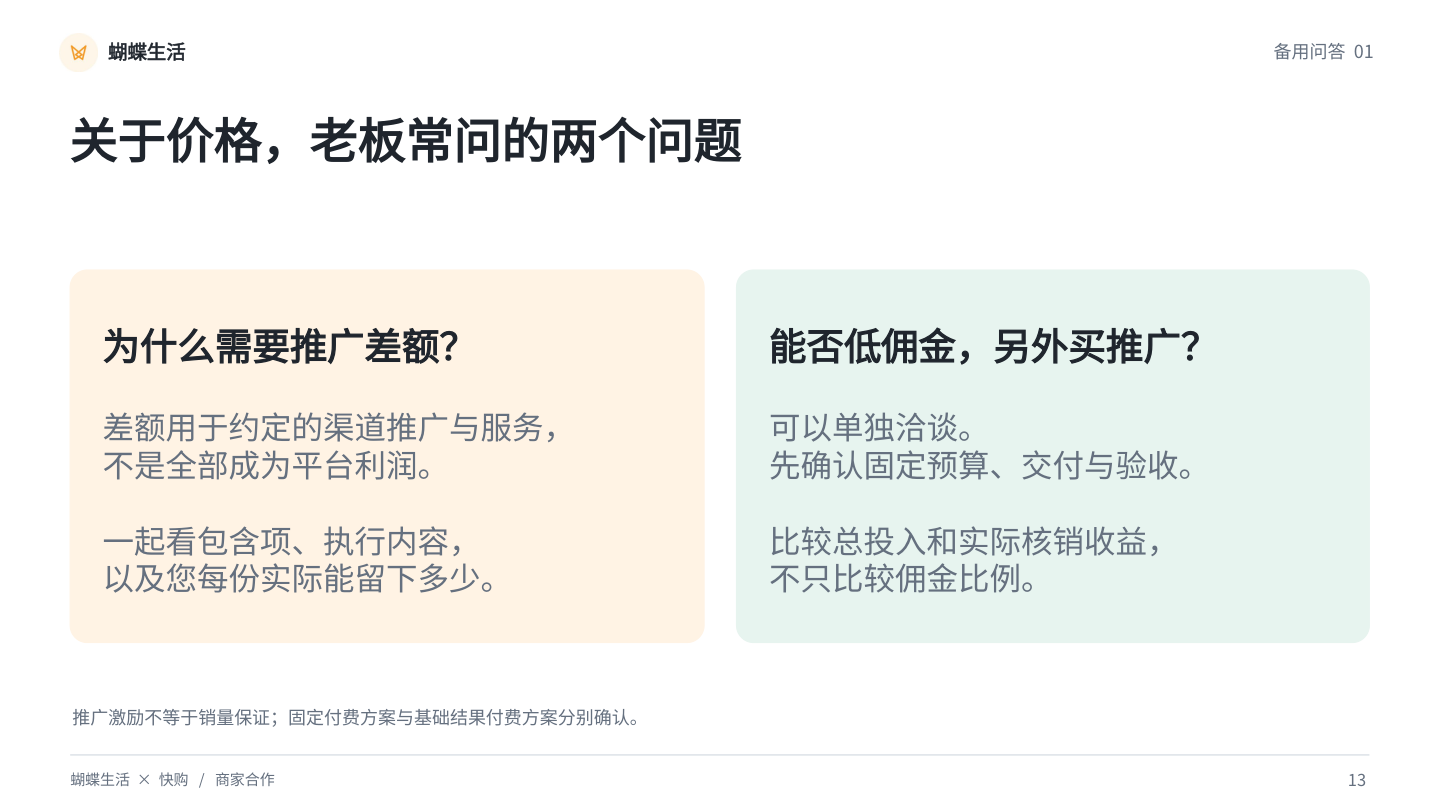 蝴蝶生活
备用问答 01
关于价格，老板常问的两个问题
为什么需要推广差额？
差额用于约定的渠道推广与服务，
不是全部成为平台利润。
一起看包含项、执行内容，
以及您每份实际能留下多少。
能否低佣金，另外买推广？
可以单独洽谈。
先确认固定预算、交付与验收。
比较总投入和实际核销收益，
不只比较佣金比例。
推广激励不等于销量保证；固定付费方案与基础结果付费方案分别确认。
蝴蝶生活 × 快购 / 商家合作
13